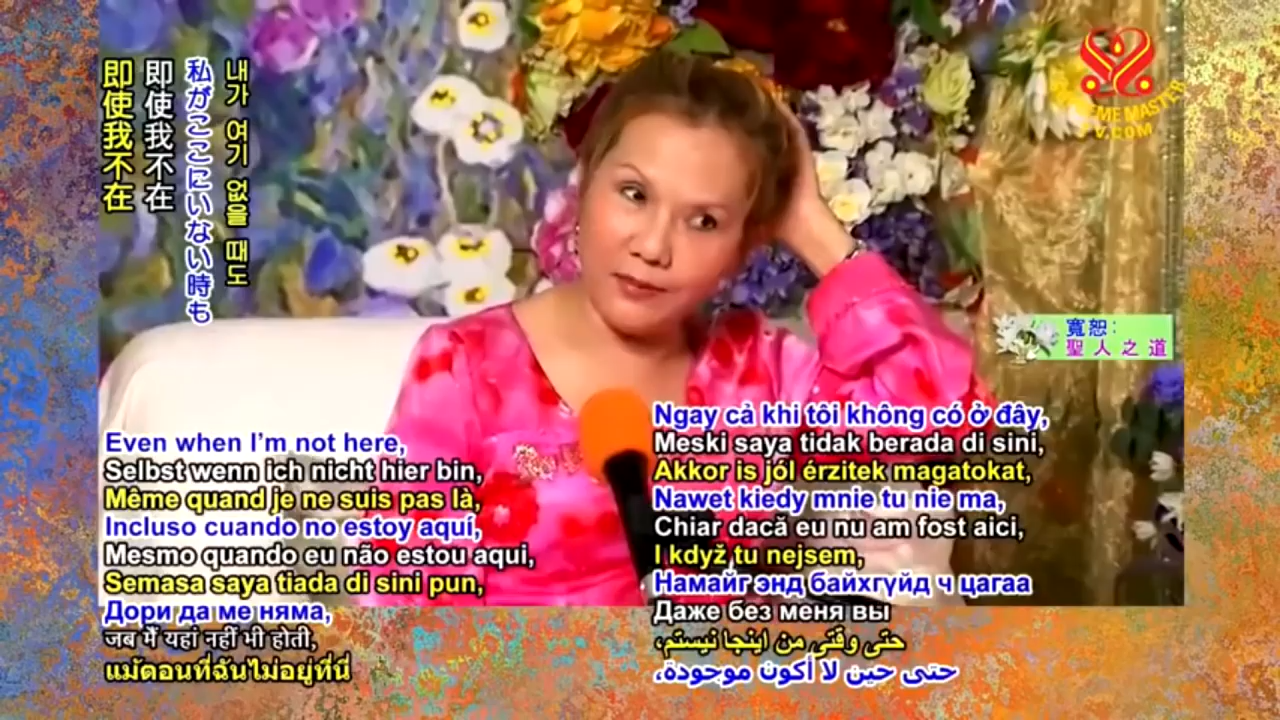 即使我不在
即使我不在
私がここにいない時も
내가 여기 없을 때도
EME MASTER
TV.COM
寬恕:
聖人之道
Even when I’m not here,
Selbst wenn ich nicht hier bin,
Même quand je ne suis pas là,
Incluso cuando no estoy aquí,
Mesmo quando eu não estou aqui,
Semasa saya tiada di sini pun,
Дори да ме няма,
जब मैं यहां नहीं भी होती,
แม้ตอนที่ฉันไม่อยู่ที่นี่
Ngay cả khi tôi không có ở đây,
Meski saya tidak berada di sini,
Akkor is jól érzitek magatokat,
Nawet kiedy mnie tu nie ma,
Chiar dacă eu nu am fost aici,
I když tu nejsem,
Намайг энд байхгүйд ч цагаа
Даже без меня вы
حتی وقتی من اینجا نیستم،
حتى حين لا أكون موجودة،